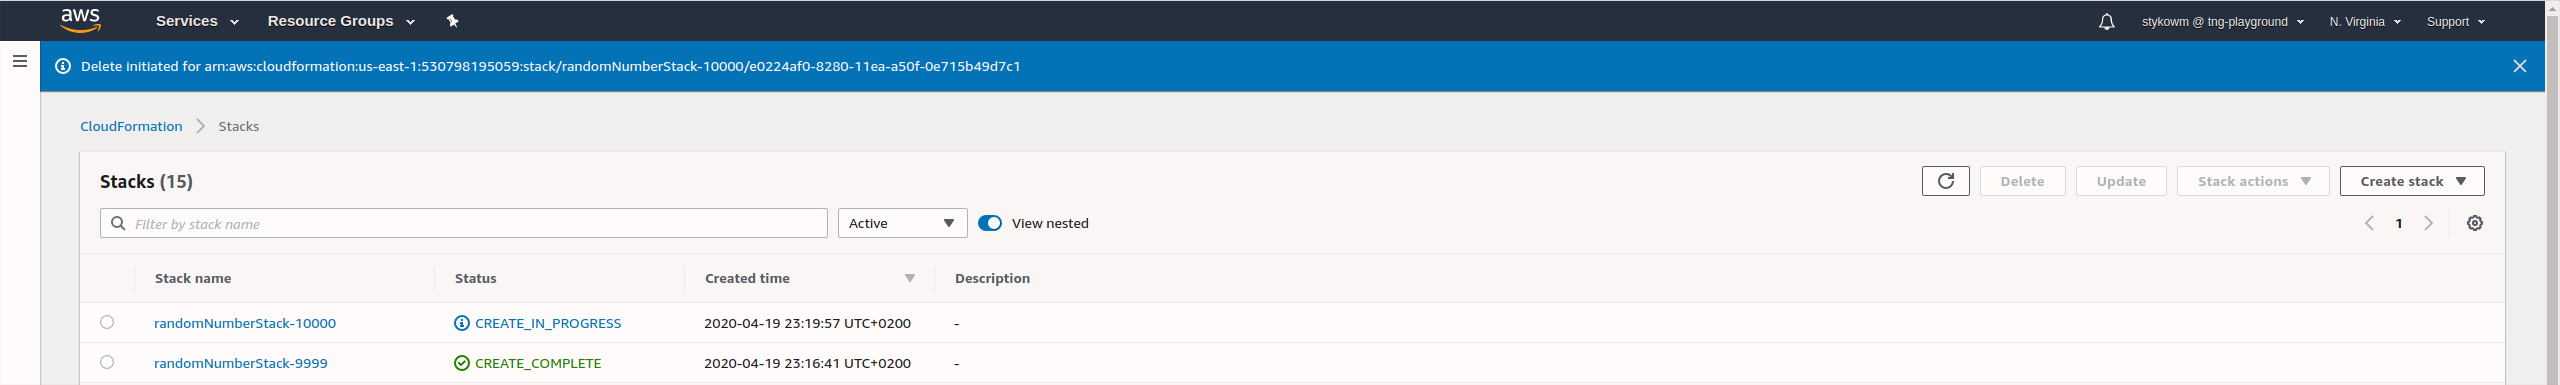 aws Services Resource Groups stykowm @ tng-playground N. Virginia Support
Delete initiated for arn:aws:cloudformation:us-east-1:530798195059:stack/randomNumberStack-10000/e0224af0-8280-11ea-a50f-0e715b49d7c1
CloudFormation Stacks
Stacks (15) Delete Update Stack actions Create stack
Filter by stack name Active View nested 1
Stack name Status Created time Description
randomNumberStack-10000 CREATE_IN_PROGRESS 2020-04-19 23:19:57 UTC+0200 -
randomNumberStack-9999 CREATE_COMPLETE 2020-04-19 23:16:41 UTC+0200 -